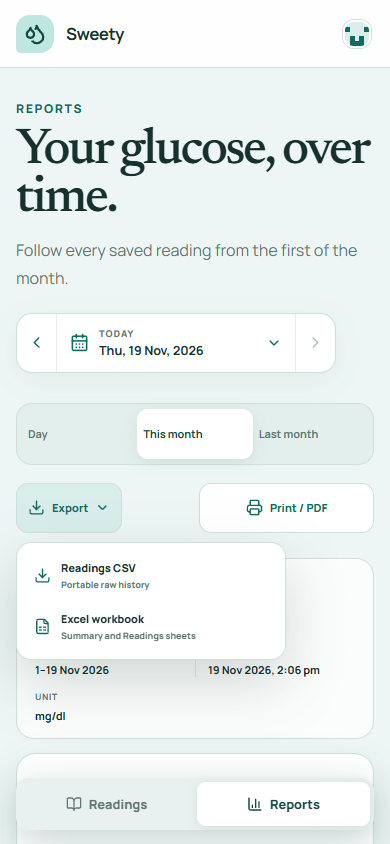 Sweety
REPORTS
Your glucose, over
time.
Follow every saved reading from the first of the
month.
TODAY
Thu, 19 Nov, 2026
Day
This month
Last month
Export
Print / PDF
Readings CSV
Portable raw history
Excel workbook
Summary and Readings sheets
1–19 Nov 2026
19 Nov 2026, 2:06 pm
UNIT
mg/dl
Readings
Reports